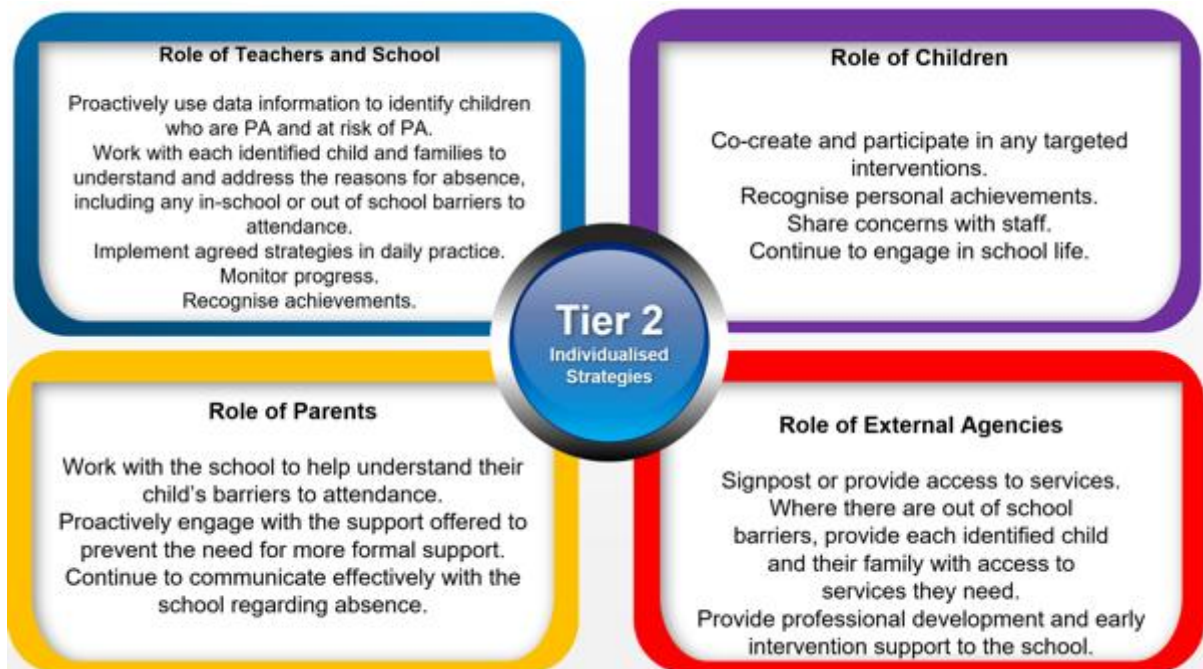 Role of Teachers and School
Proactively use data information to identify children
who are PA and at risk of PA.
Work with each identified child and families to
understand and address the reasons for absence,
including any in-school or out of school barriers to
attendance.
Implement agreed strategies in daily practice.
Monitor progress.
Recognise achievements.
Role of Children
Co-create and participate in any targeted
interventions.
Recognise personal achievements.
Share concerns with staff.
Continue to engage in school life.
Tier 2
Individualised
Strategies
Role of Parents
Work with the school to help understand their
child's barriers to attendance.
Proactively engage with the support offered to
prevent the need for more formal support.
Continue to communicate effectively with the
school regarding absence.
Role of External Agencies
Signpost or provide access to services.
Where there are out of school
barriers, provide each identified child
and their family with access to
services they need.
Provide professional development and early
intervention support to the school.